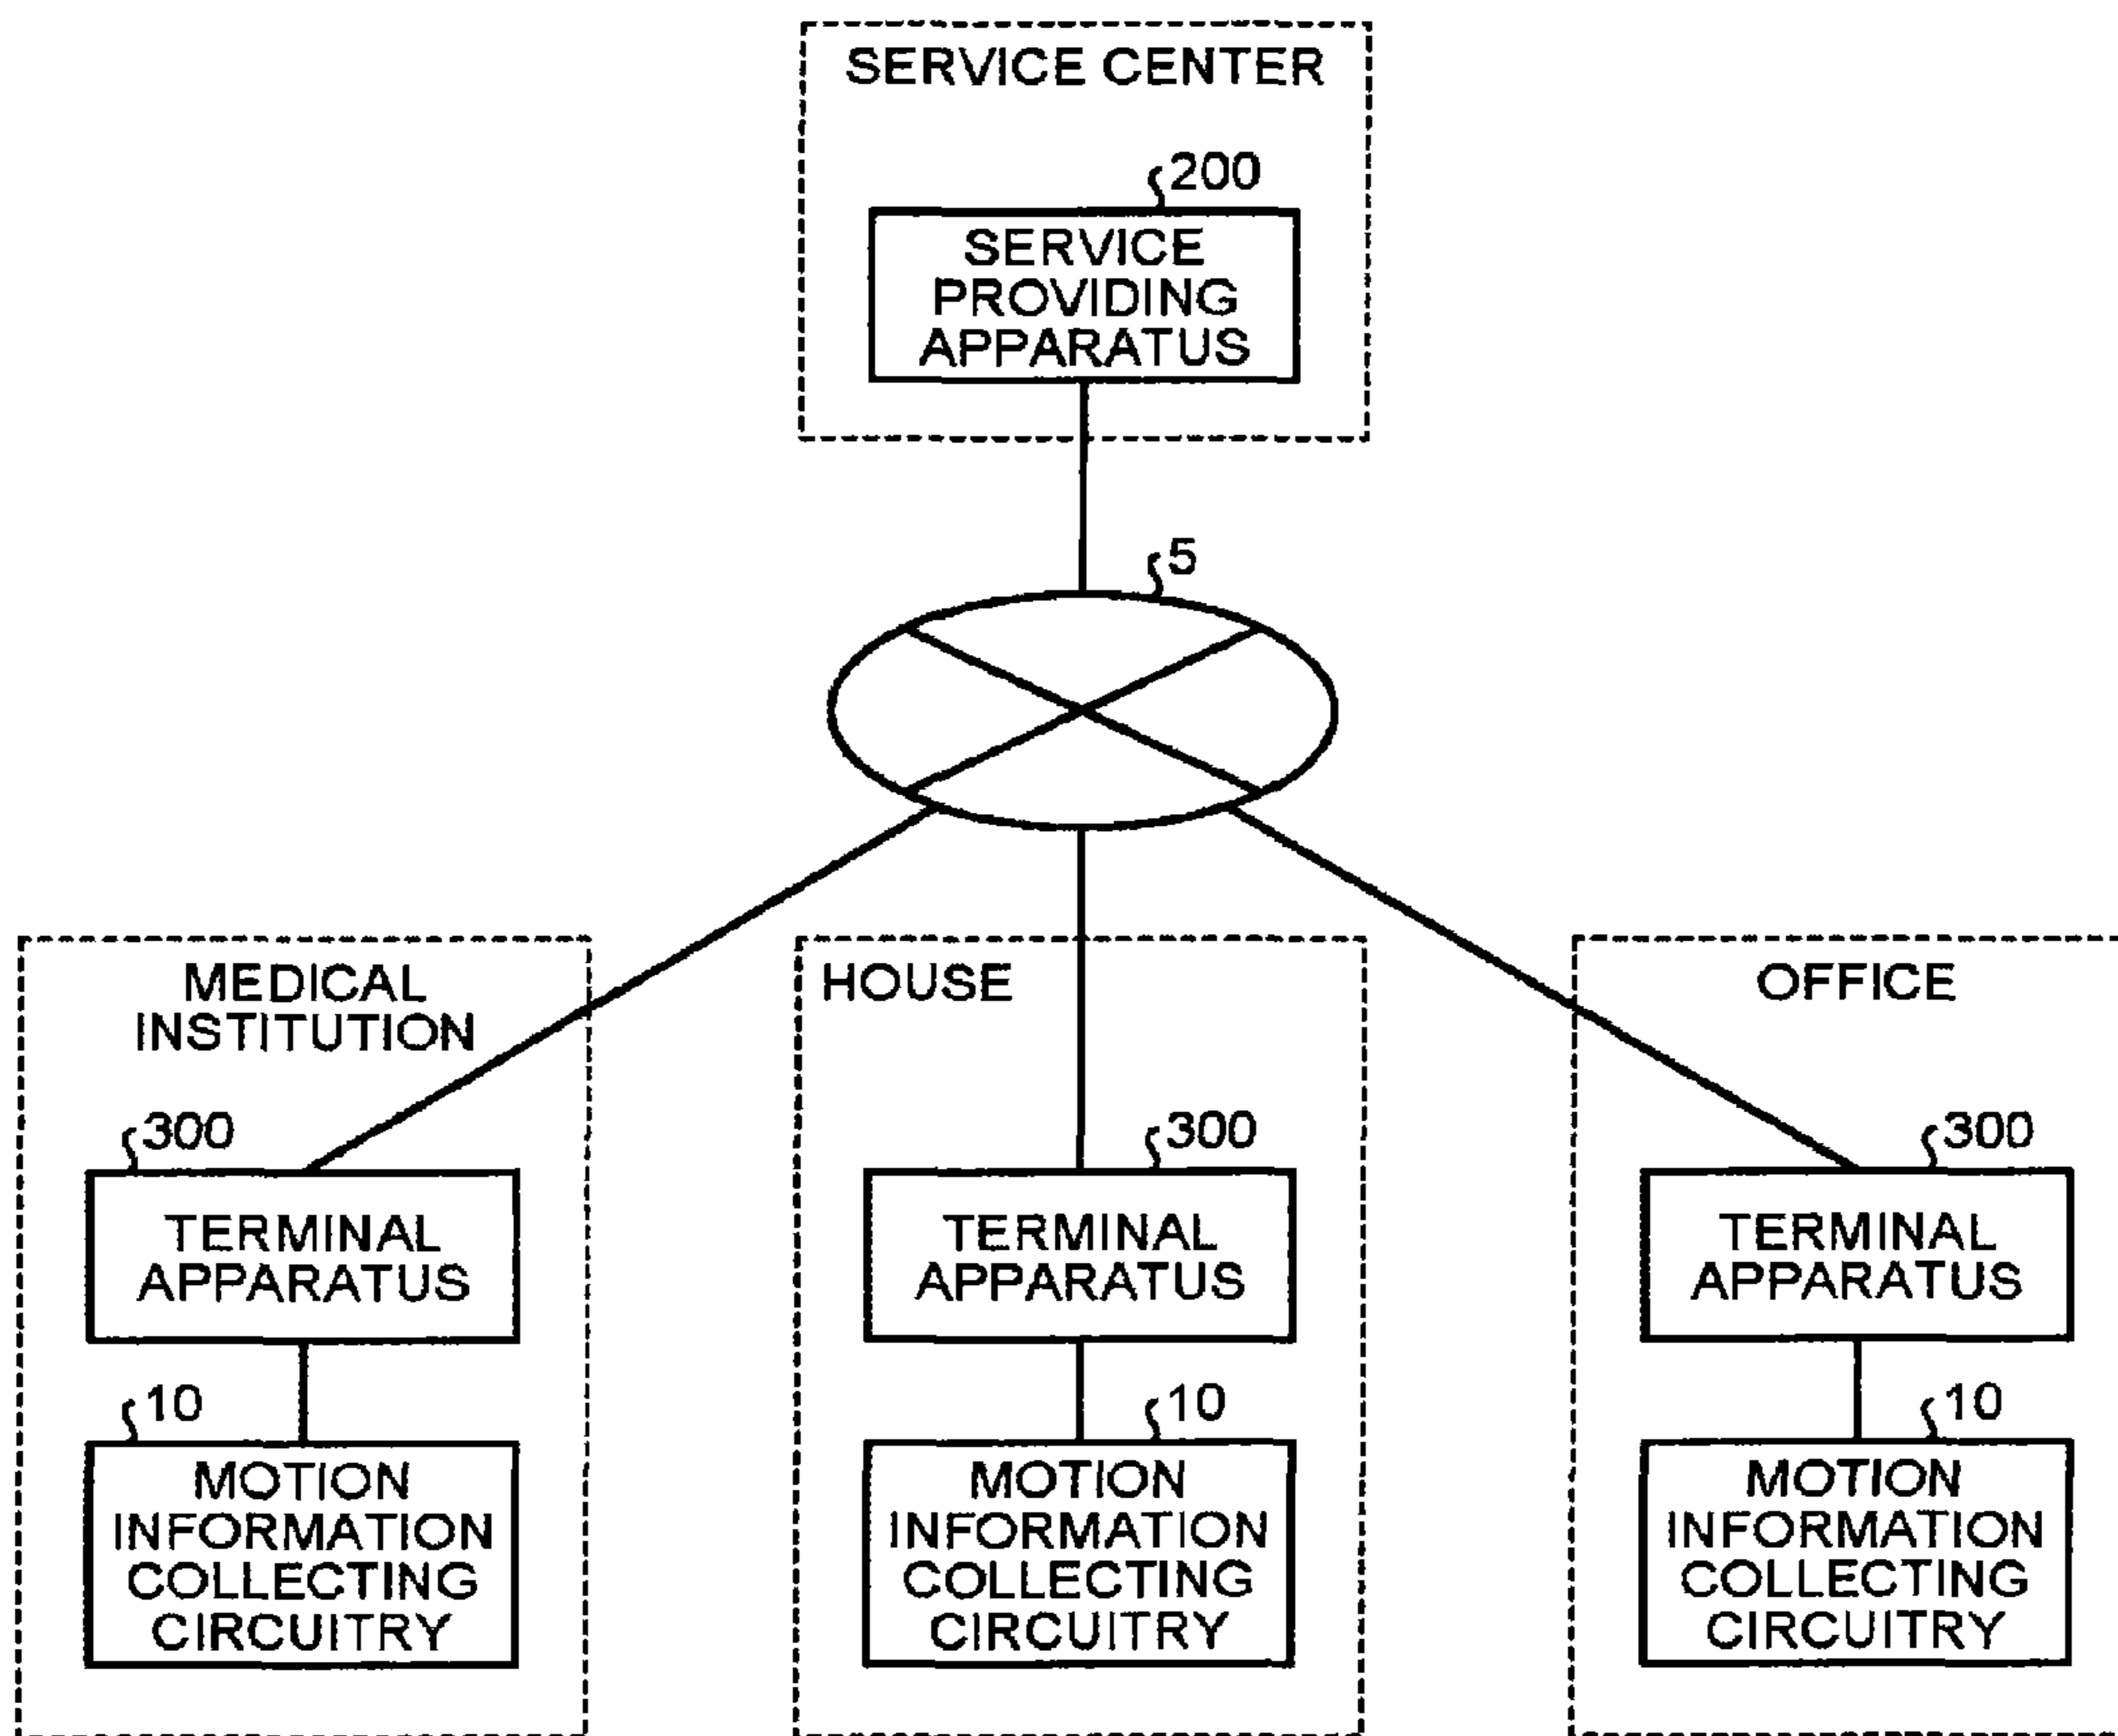 SERVICE CENTER
200
SERVICE
PROVIDING
APPARATUS
5
MEDICAL
INSTITUTION
300
TERMINAL
APPARATUS
10
MOTION
INFORMATION
COLLECTING
CIRCUITRY
HOUSE
300
TERMINAL
APPARATUS
10
MOTION
INFORMATION
COLLECTING
CIRCUITRY
OFFICE
300
TERMINAL
APPARATUS
10
MOTION
INFORMATION
COLLECTING
CIRCUITRY